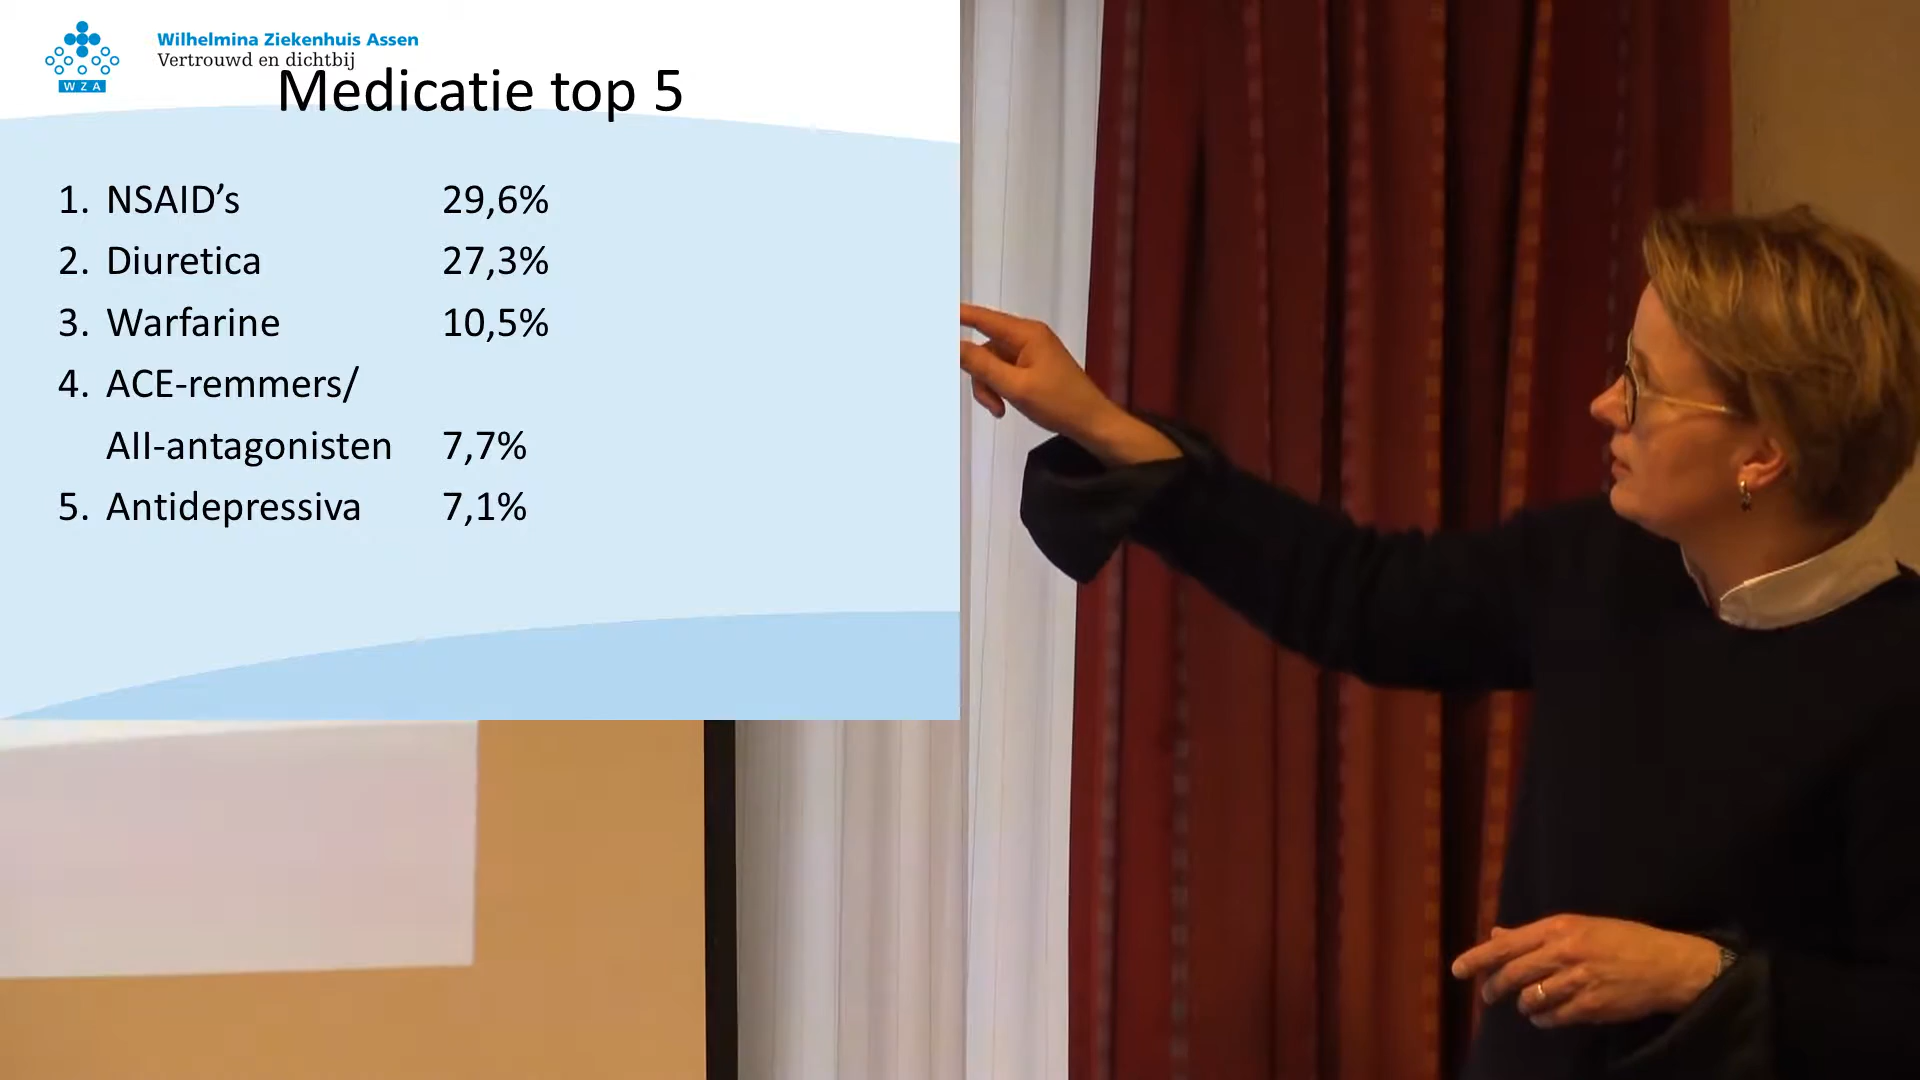 Wilhelmina Ziekenhuis Assen
Vertrouwd en dichtbij
WZA
Medicatie top 5
1. NSAID’s 29,6%
2. Diuretica 27,3%
3. Warfarine 10,5%
4. ACE-remmers/
AII-antagonisten 7,7%
5. Antidepressiva 7,1%